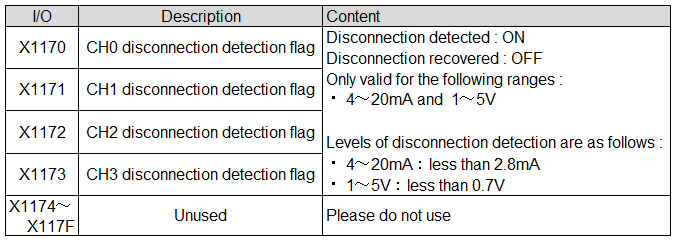 I/O Description Content
X1170 CH0 disconnection detection flag
X1171 CH1 disconnection detection flag
X1172 CH2 disconnection detection flag
X1173 CH3 disconnection detection flag
Disconnection detected : ON
Disconnection recovered : OFF
Only valid for the following ranges :
・ 4～20mA and 1～5V
Levels of disconnection detection are as follows :
・ 4～20mA：less than 2.8mA
・ 1～5V：less than 0.7V
X1174～
X117F
Unused
Please do not use